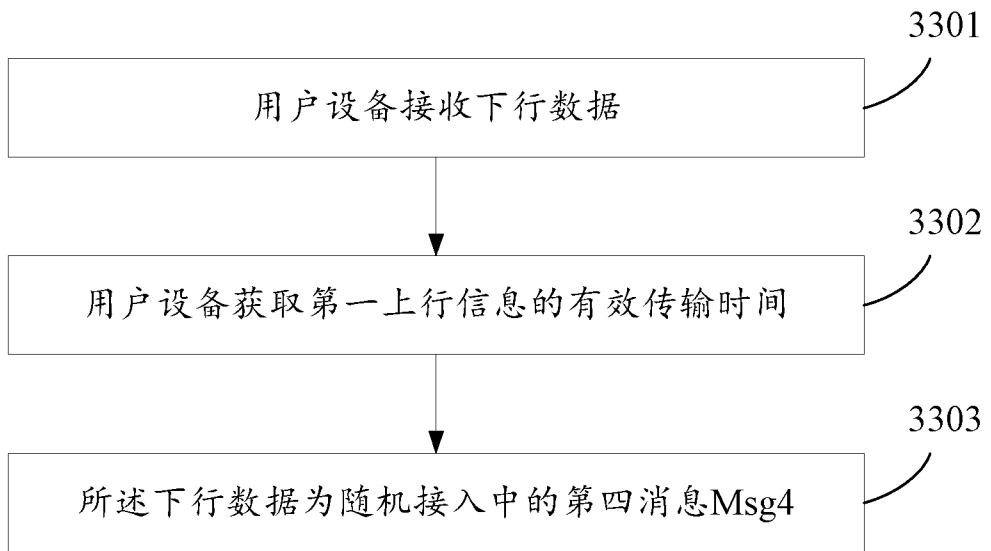 3301
用户设备接收下行数据
3302
用户设备获取第一上行信息的有效传输时间
3303
所述下行数据为随机接入中的第四消息Msg4